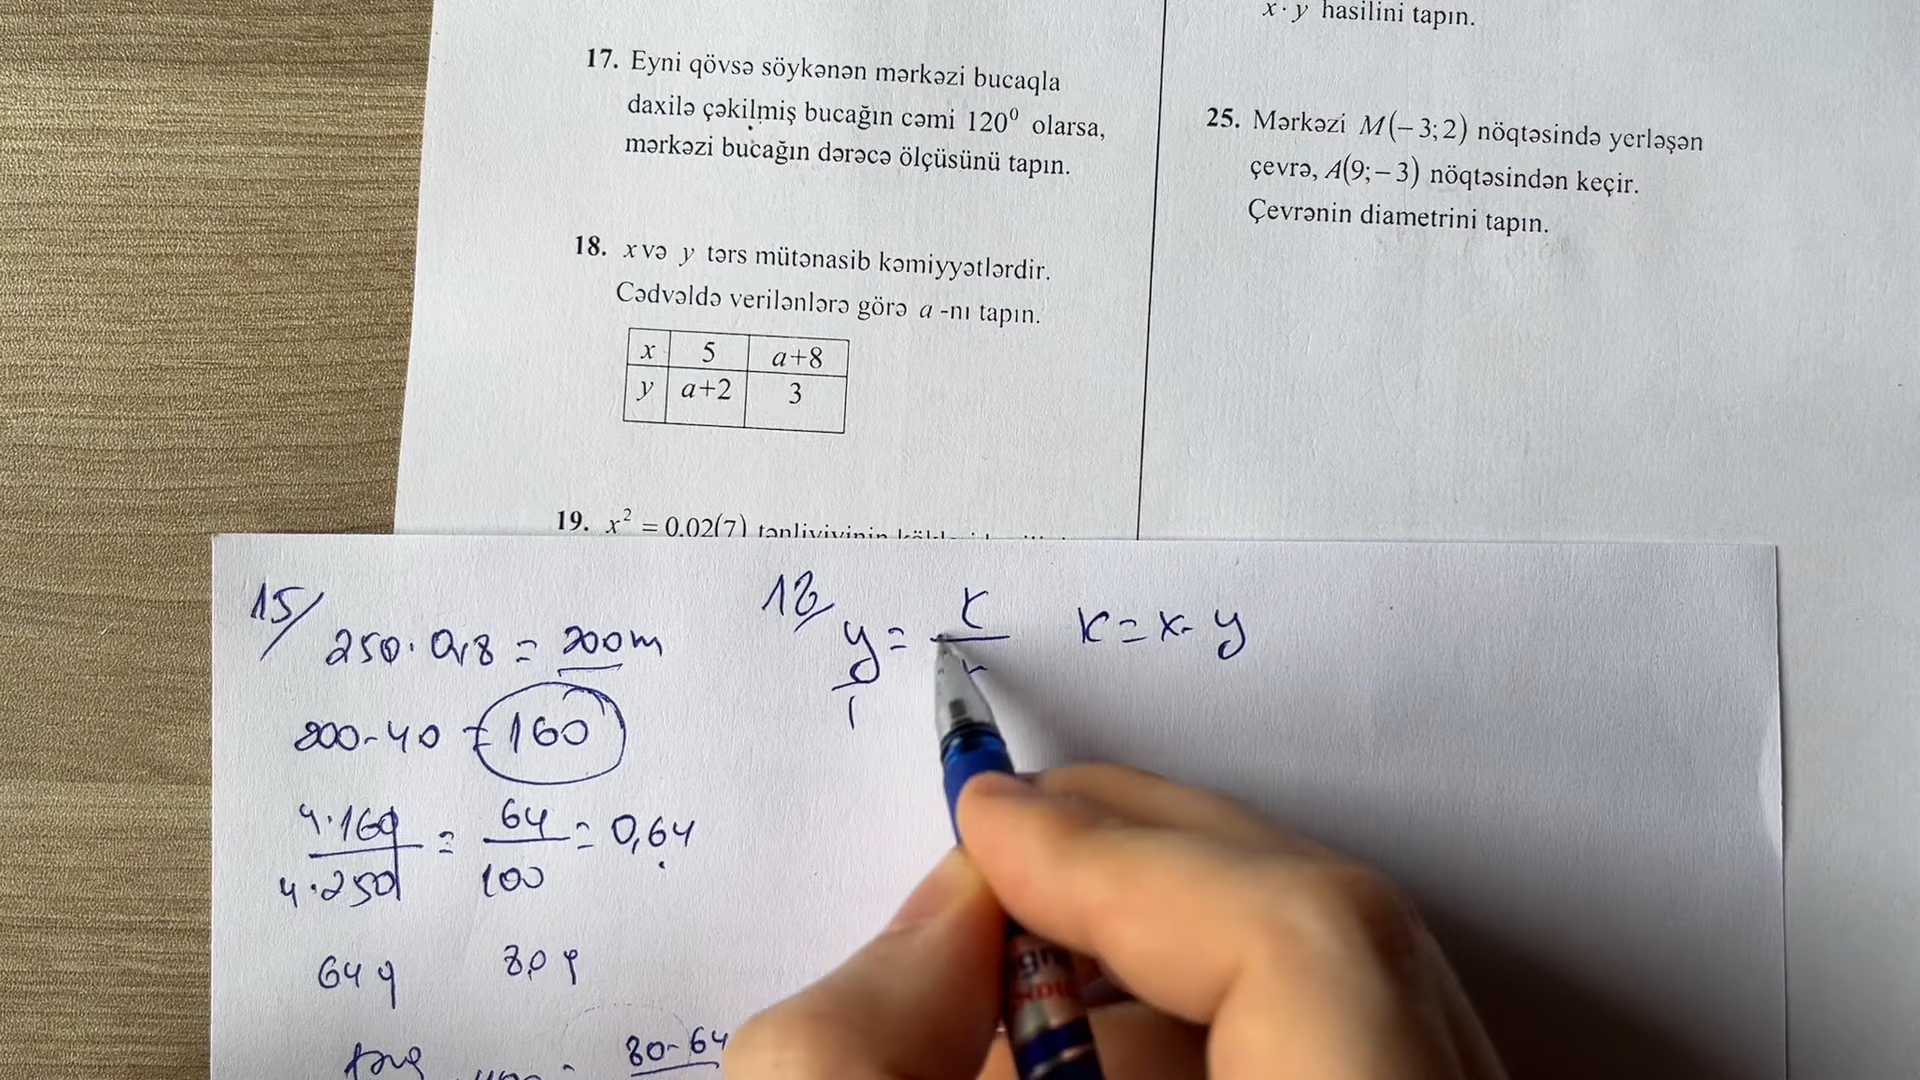 x · y hasilini tapın.
17. Eyni qövsə söykənən mərkəzi bucaqla
daxilə çəkilmiş bucağın cəmi 120⁰ olarsa,
mərkəzi bucağın dərəcə ölçüsünü tapın.
18. x və y tərs mütənasib kəmiyyətlərdir.
Cədvəldə verilənlərə görə a -nı tapın.
x 5 a+8
y a+2 3
19. x² = 0,02(7)
25. Mərkəzi M(− 3; 2) nöqtəsində yerləşən
çevrə, A(9; − 3) nöqtəsindən keçir.
Çevrənin diametrini tapın.
15/
250 · 0,8 = 200m
200 - 40 = 160
4·160 / 4·250 = 64 / 100 = 0,64
64 q 80 q
80 - 64
18/
y / 1 = k / x k = x · y